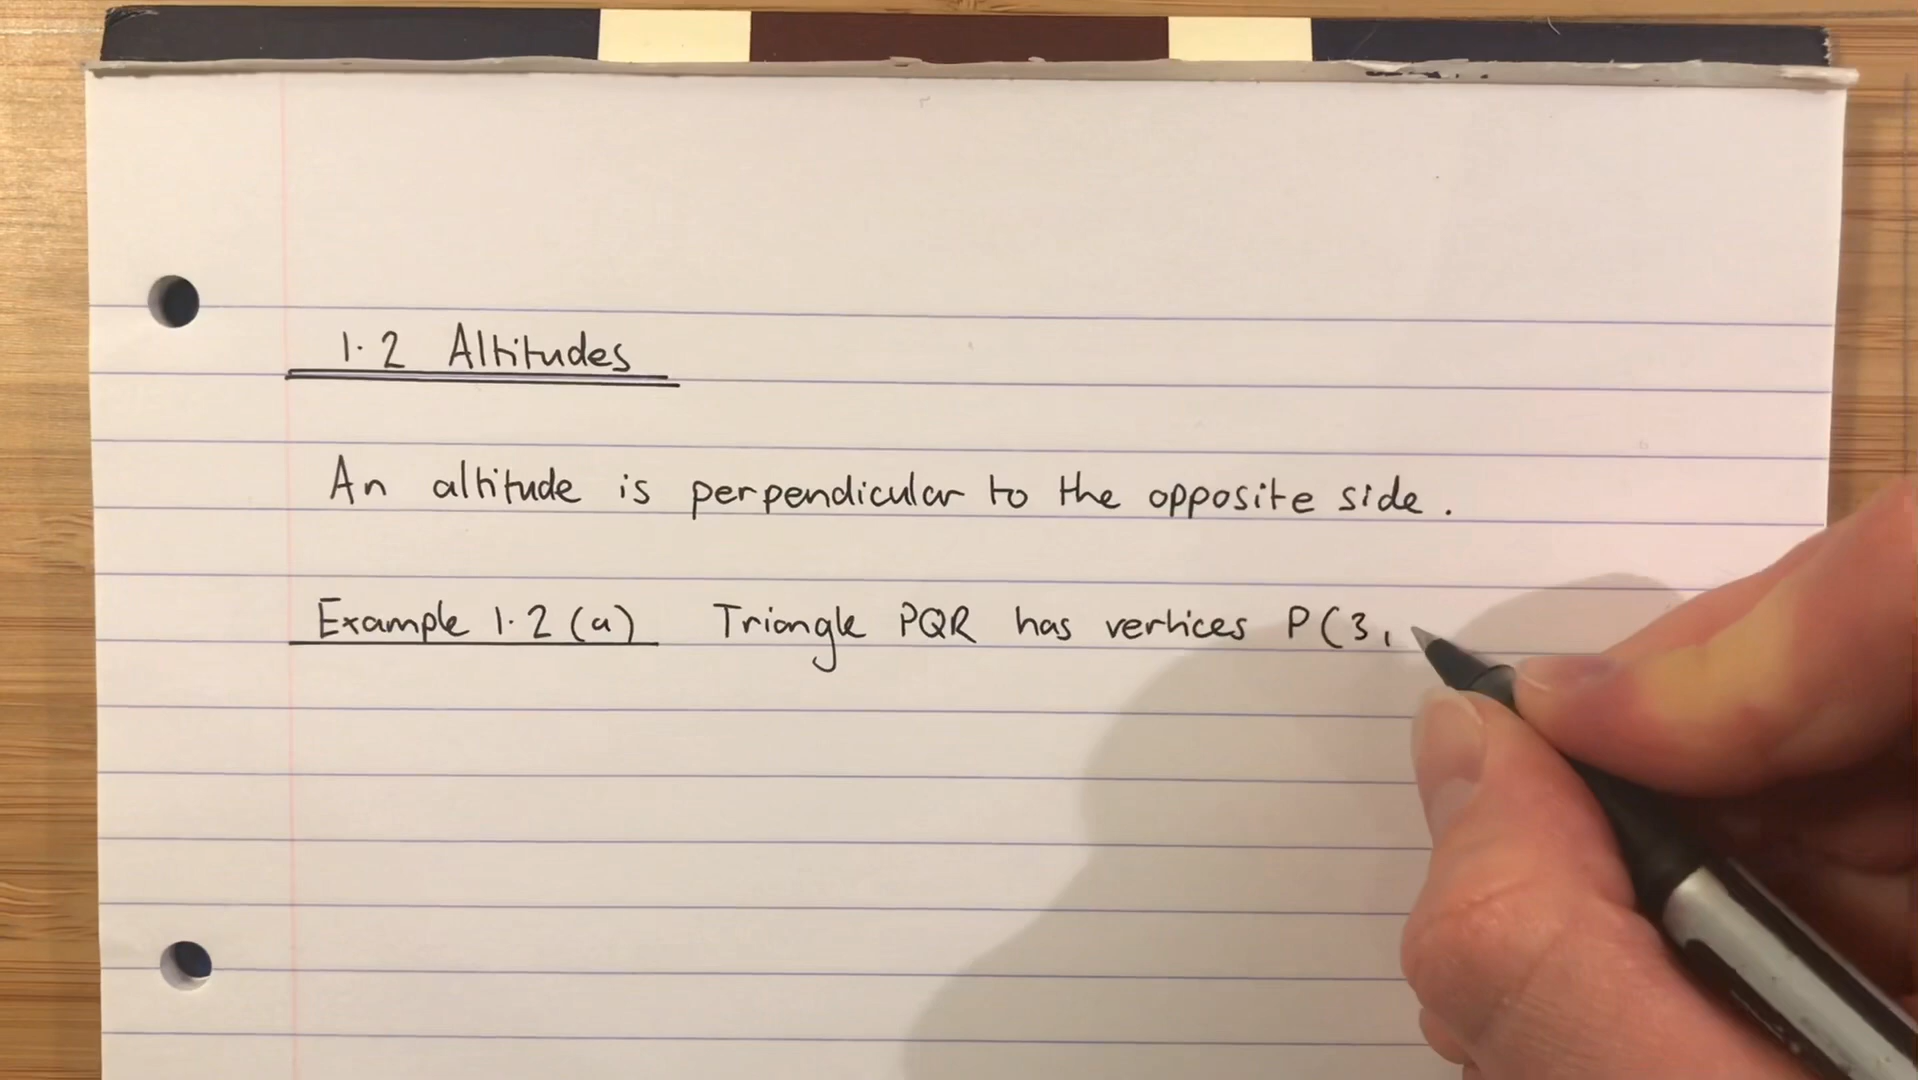 1.2 Altitudes
An altitude is perpendicular to the opposite side.
Example 1.2 (a) Triangle PQR has vertices P(3,